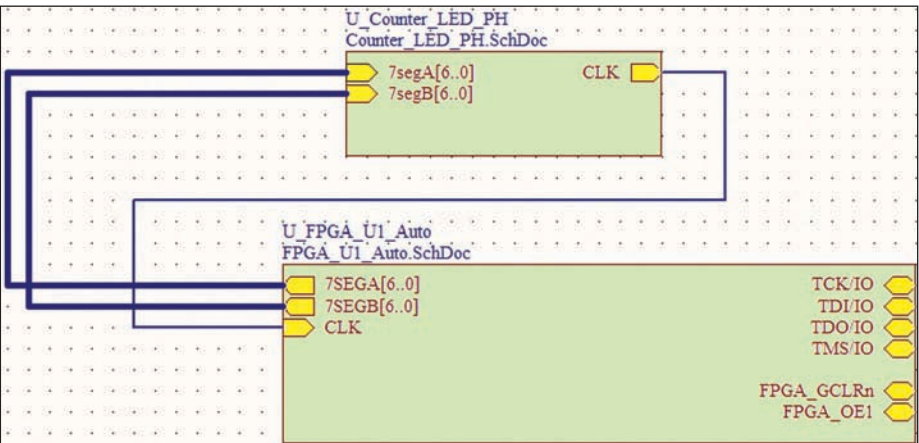 U_Counter_LED_PH
Counter_LED_PH.SchDoc
7segA[6..0]
CLK
7segB[6..0]
U_FPGA_U1_Auto
FPGA_U1_Auto.SchDoc
7SEGA[6..0]
TCK/IO
7SEGB[6..0]
TDI/IO
CLK
TDO/IO
TMS/IO
FPGA_GCLRn
FPGA_OE1